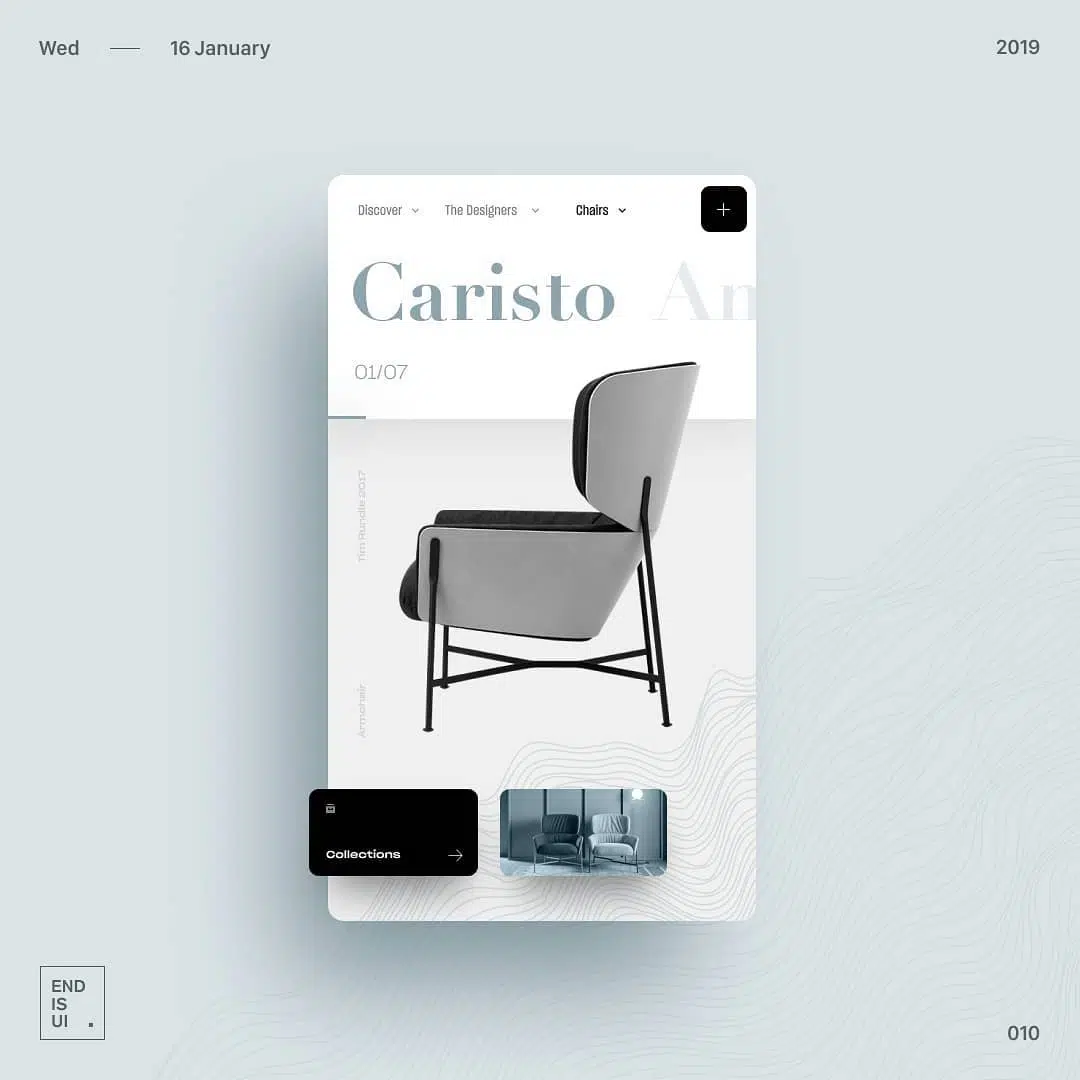 Wed — 16 January
2019
Discover
The Designers
Chairs
Caristo An
01/07
Tim Rundle 2017
Armchair
Collections
END
IS
UI .
010